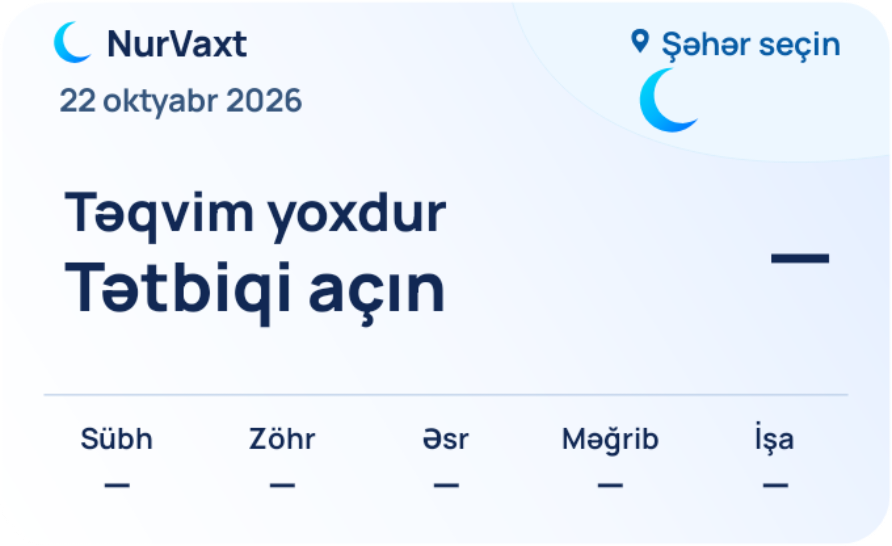 NurVaxt
Şəhər seçin
22 oktyabr 2026
Təqvim yoxdur
Tətbiqi açın
—
Sübh Zöhr Əsr Məğrib İşa
— — — — —